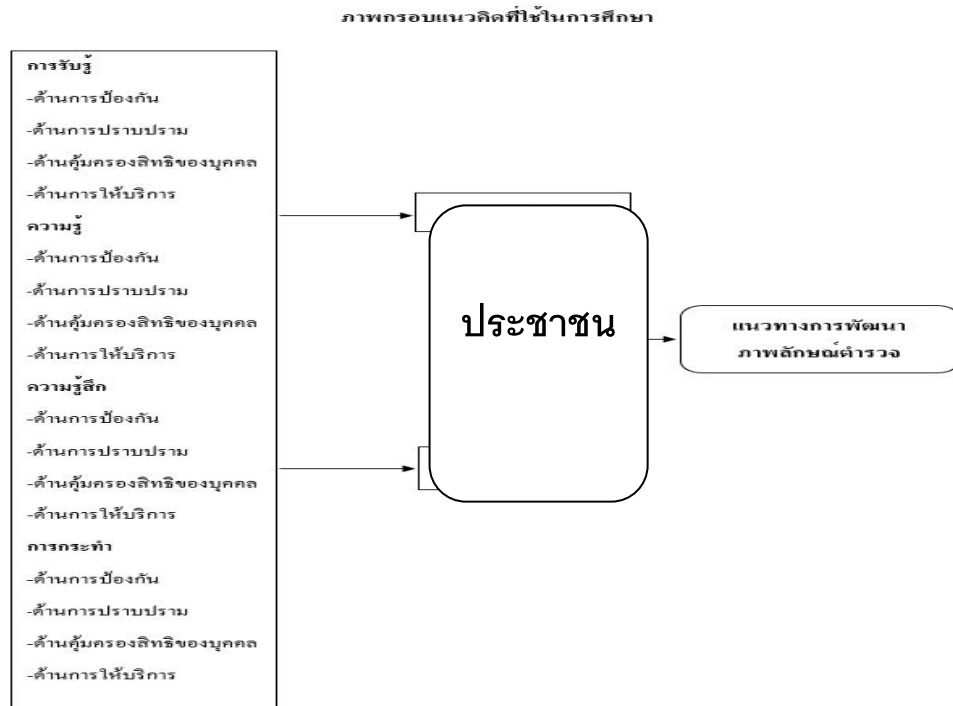 ภาพกรอบแนวคิดที่ใช้ในการศึกษา
การรับรู้
-ด้านการป้องกัน
-ด้านการปราบปราม
-ด้านคุ้มครองสิทธิของบุคคล
-ด้านการให้บริการ
ความรู้
-ด้านการป้องกัน
-ด้านการปราบปราม
-ด้านคุ้มครองสิทธิของบุคคล
-ด้านการให้บริการ
ความรู้สึก
-ด้านการป้องกัน
-ด้านการปราบปราม
-ด้านคุ้มครองสิทธิของบุคคล
-ด้านการให้บริการ
การกระทำ
-ด้านการป้องกัน
-ด้านการปราบปราม
-ด้านคุ้มครองสิทธิของบุคคล
-ด้านการให้บริการ
ประชาชน
แนวทางการพัฒนา
ภาพลักษณ์ตำรวจ